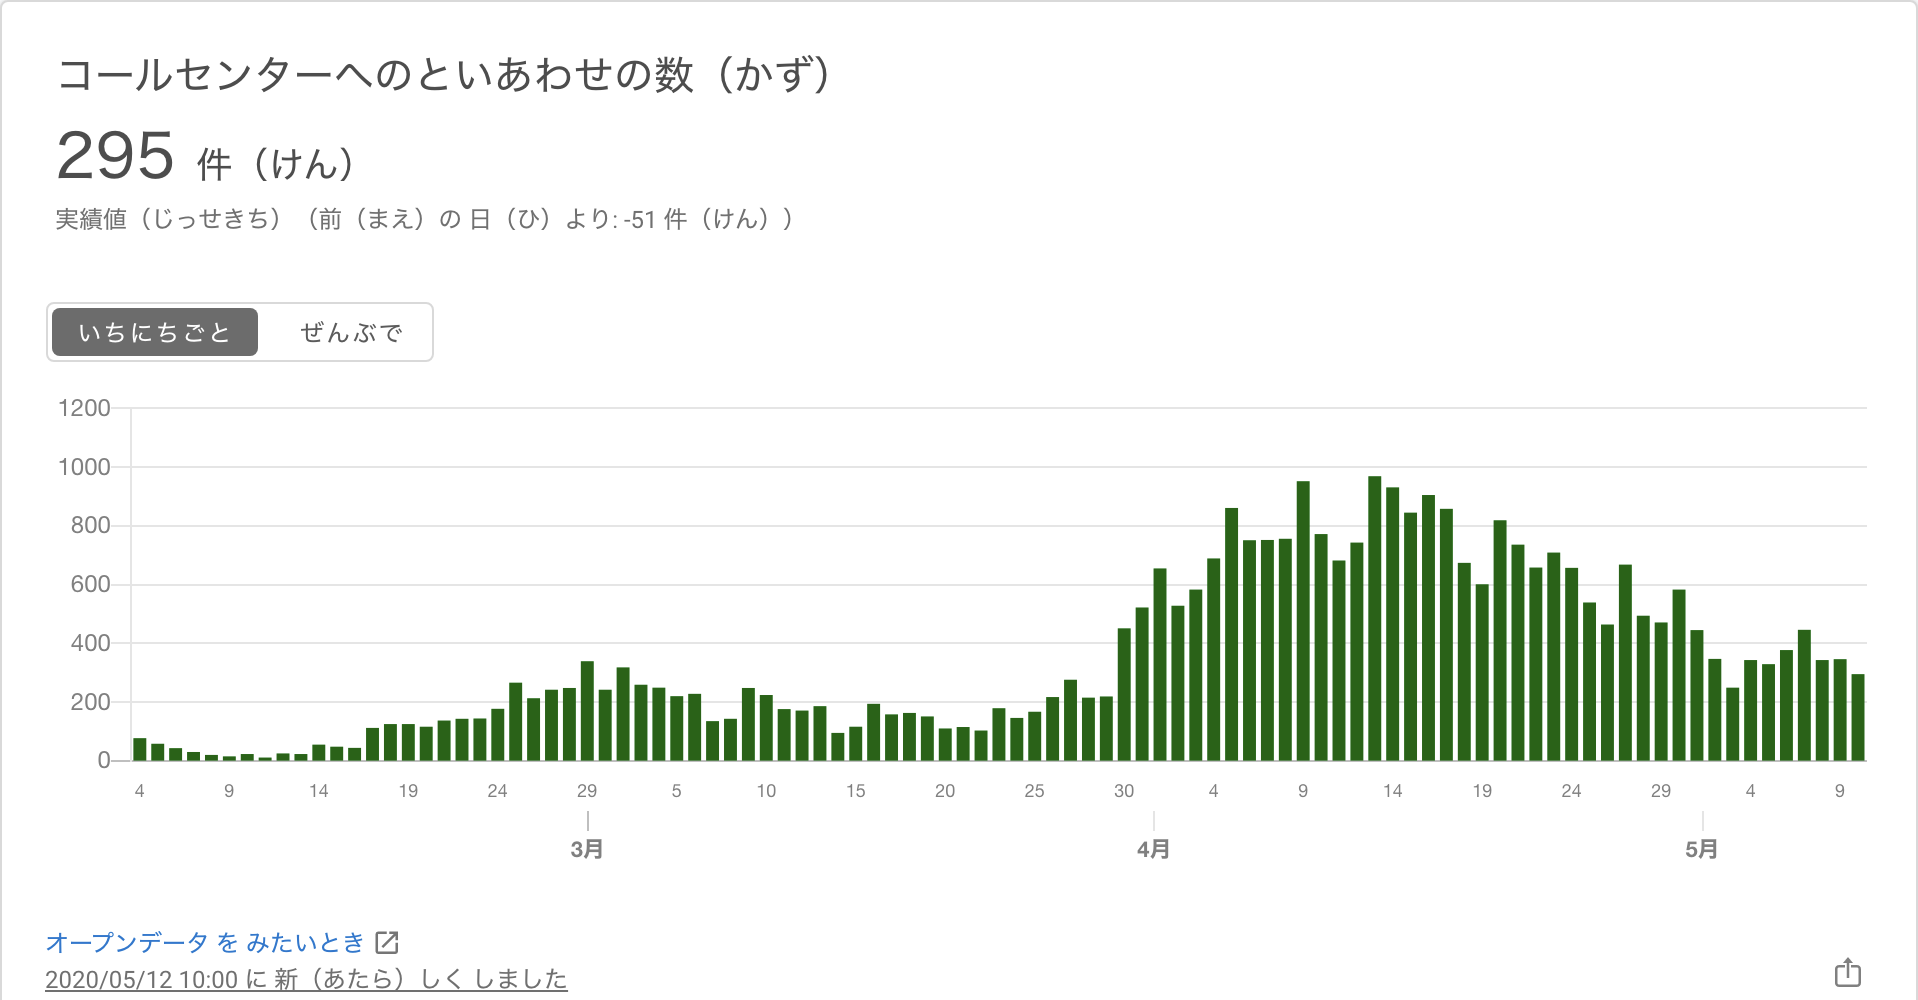 コールセンターへのといあわせの数（かず）
295 件（けん）
実績値（じっせきち）（前（まえ）の 日（ひ）より: -51 件（けん））
いちにちごと ぜんぶで
1200
1000
800
600
400
200
0
4 9 14 19 24 29 5 10 15 20 25 30 4 9 14 19 24 29 4 9
3月 4月 5月
オープンデータ を みたいとき
2020/05/12 10:00 に 新（あたら）しく しました